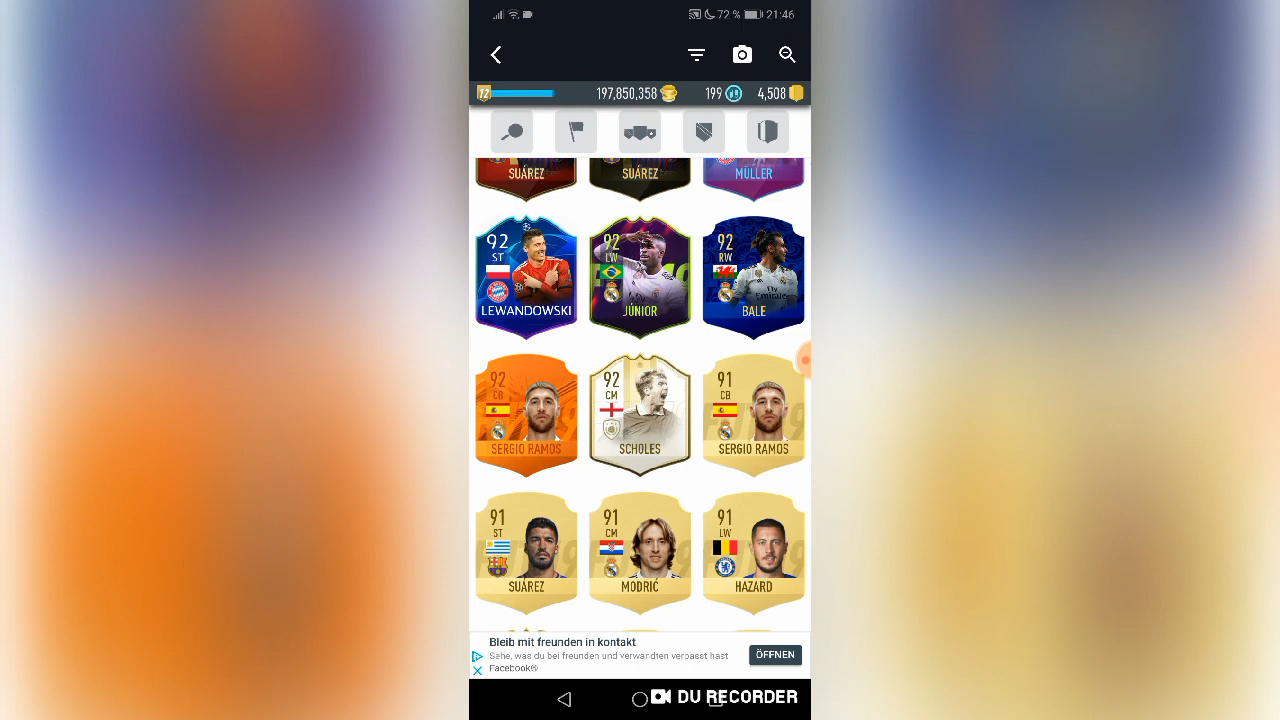 72 % 21:46
12 197,850,358 199 4,508
SUÁREZ SUÁREZ MÜLLER
92 92 92
ST LW RW
LEWANDOWSKI JÚNIOR BALE
92 92 91
CB CM CB
SERGIO RAMOS SCHOLES SERGIO RAMOS
91 91 91
ST CM LW
SUÁREZ MODRIĆ HAZARD
Bleib mit freunden in kontakt
Sehe, was du bei freunden und verwandten verpasst hast
Facebook®
ÖFFNEN
DU RECORDER